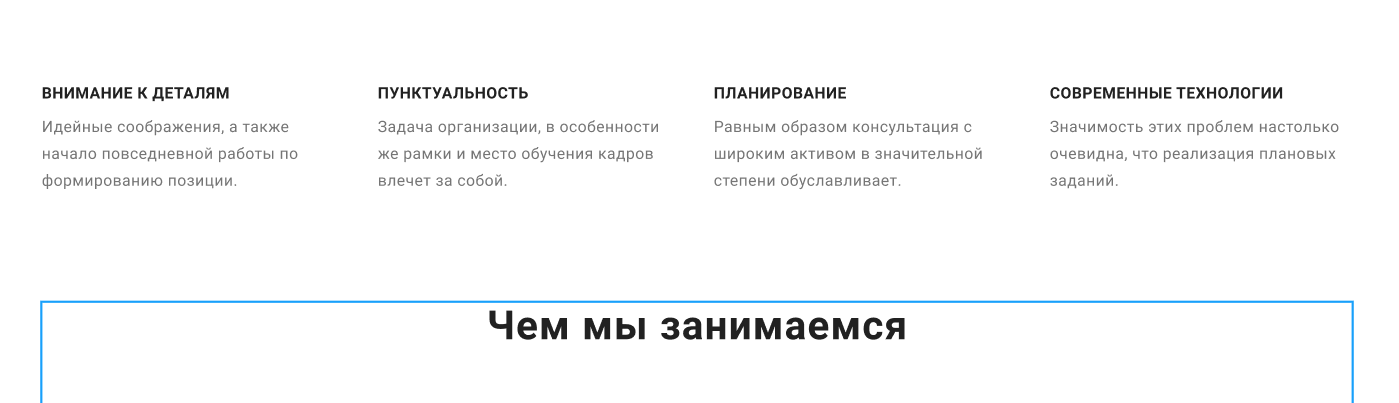 ВНИМАНИЕ К ДЕТАЛЯМ
Идейные соображения, а также
начало повседневной работы по
формированию позиции.
ПУНКТУАЛЬНОСТЬ
Задача организации, в особенности
же рамки и место обучения кадров
влечет за собой.
ПЛАНИРОВАНИЕ
Равным образом консультация с
широким активом в значительной
степени обуславливает.
СОВРЕМЕННЫЕ ТЕХНОЛОГИИ
Значимость этих проблем настолько
очевидна, что реализация плановых
заданий.
Чем мы занимаемся